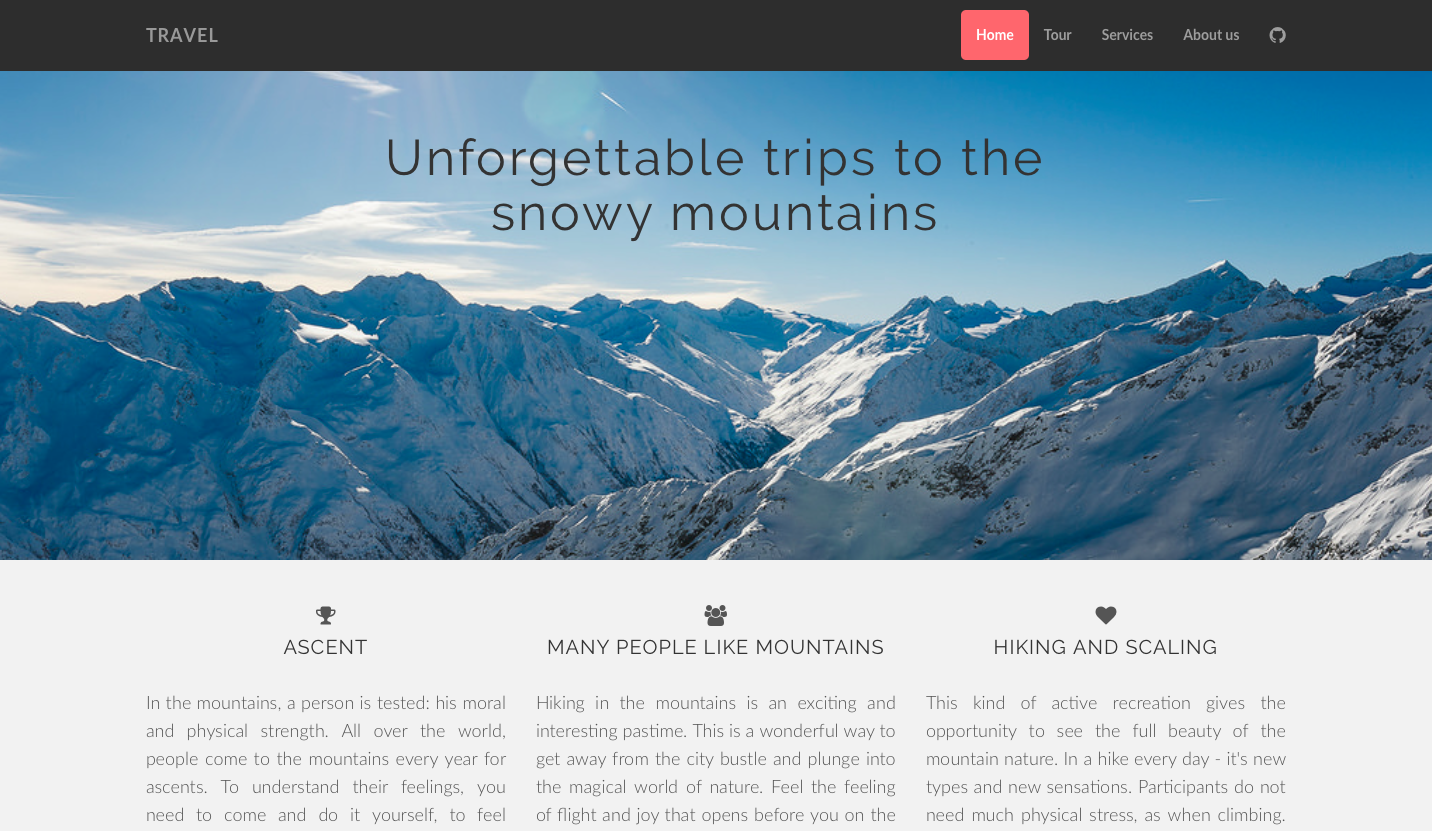 TRAVEL
Home
Tour
Services
About us
Unforgettable trips to the
snowy mountains
ASCENT
In the mountains, a person is tested: his moral
and physical strength. All over the world,
people come to the mountains every year for
ascents. To understand their feelings, you
need to come and do it yourself, to feel
MANY PEOPLE LIKE MOUNTAINS
Hiking in the mountains is an exciting and
interesting pastime. This is a wonderful way to
get away from the city bustle and plunge into
the magical world of nature. Feel the feeling
of flight and joy that opens before you on the
HIKING AND SCALING
This kind of active recreation gives the
opportunity to see the full beauty of the
mountain nature. In a hike every day - it's new
types and new sensations. Participants do not
need much physical stress, as when climbing.